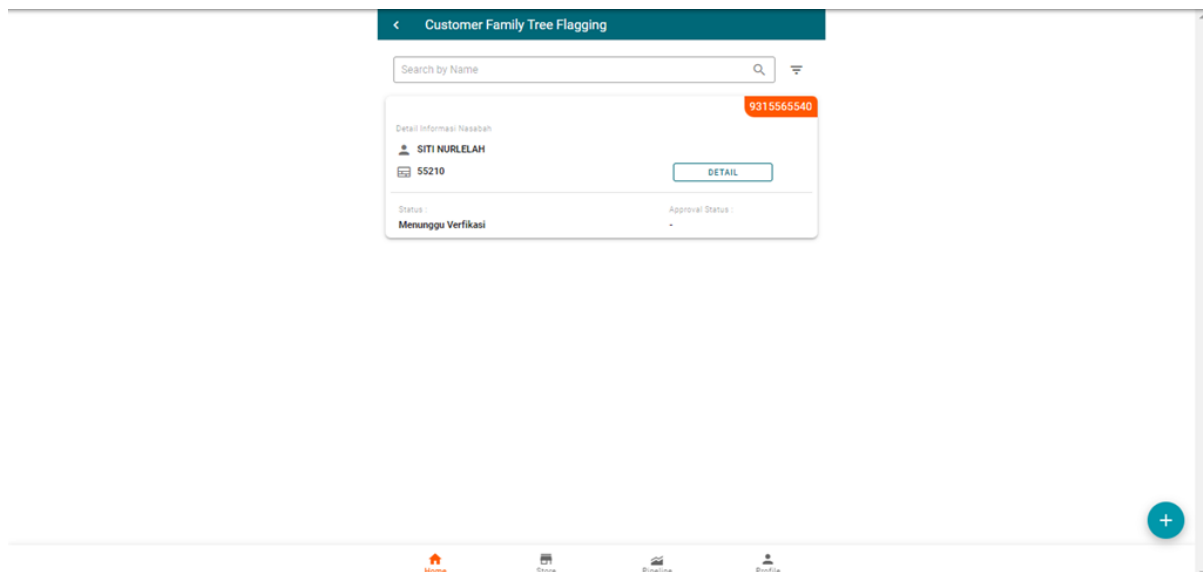 Customer Family Tree Flagging
Search by Name
9315565540
Detail Informasi Nasabah
SITI NURLELAH
55210
DETAIL
Status :
Approval Status :
Menunggu Verfikasi
-
Home
Store
Pipeline
Profile